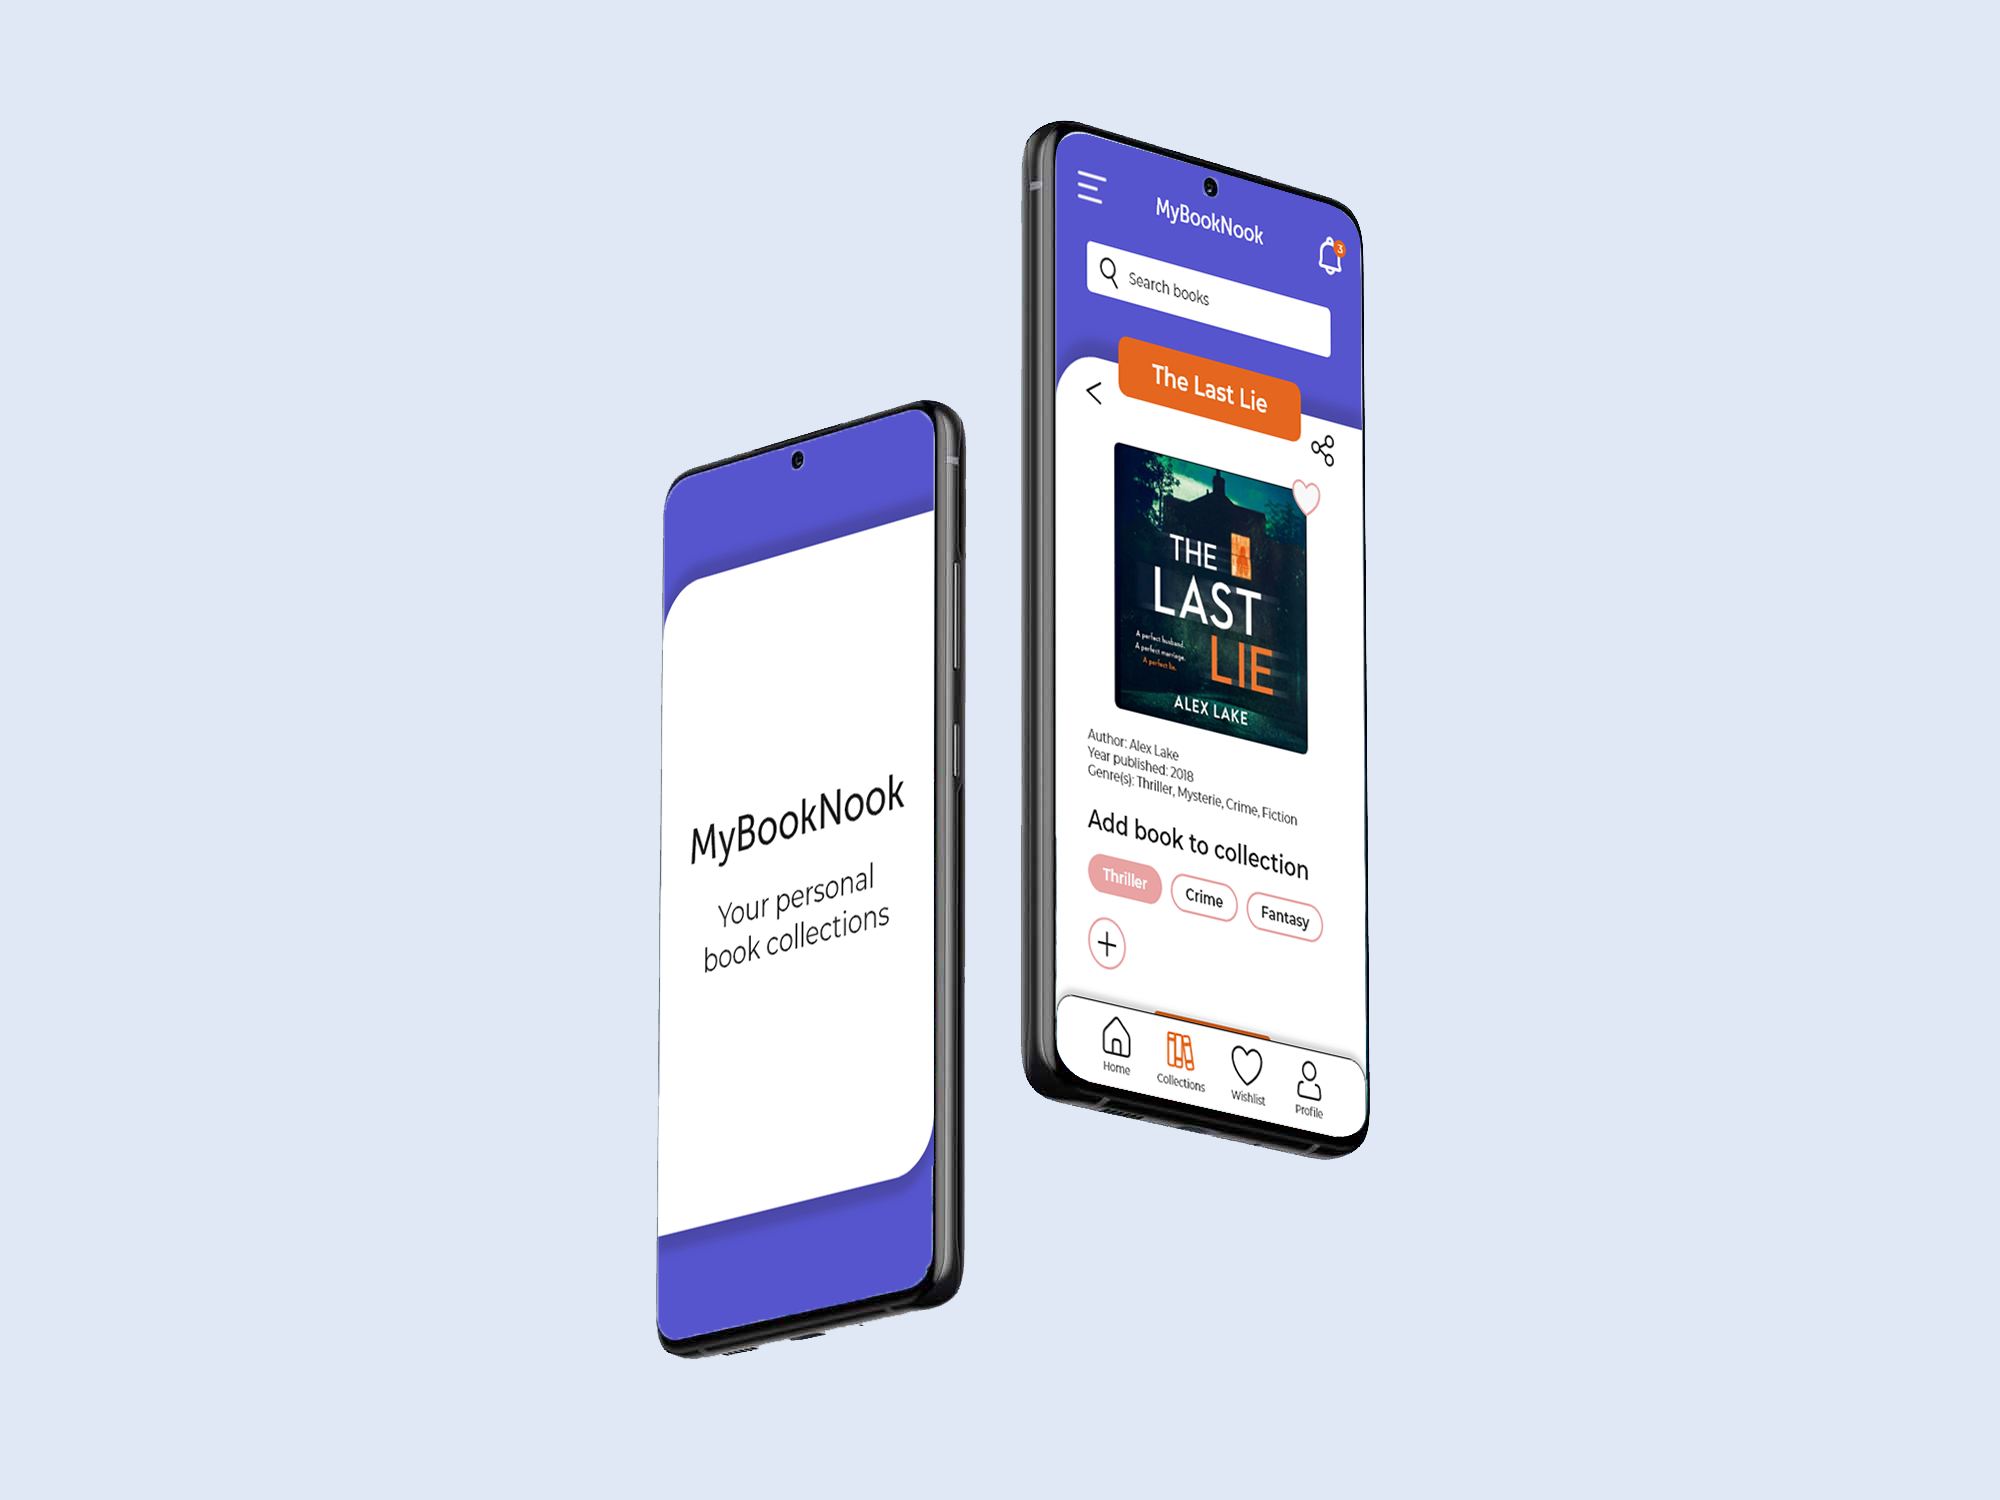 MyBookNook
Your personal
book collections
MyBookNook
3
Search books
The Last Lie
THE
LAST
LIE
A perfect husband.
A perfect marriage.
A perfect lie.
ALEX LAKE
Author: Alex Lake
Year published: 2018
Genre(s): Thriller, Mysterie, Crime, Fiction
Add book to collection
Thriller
Crime
Fantasy
Home
Collections
Wishlist
Profile